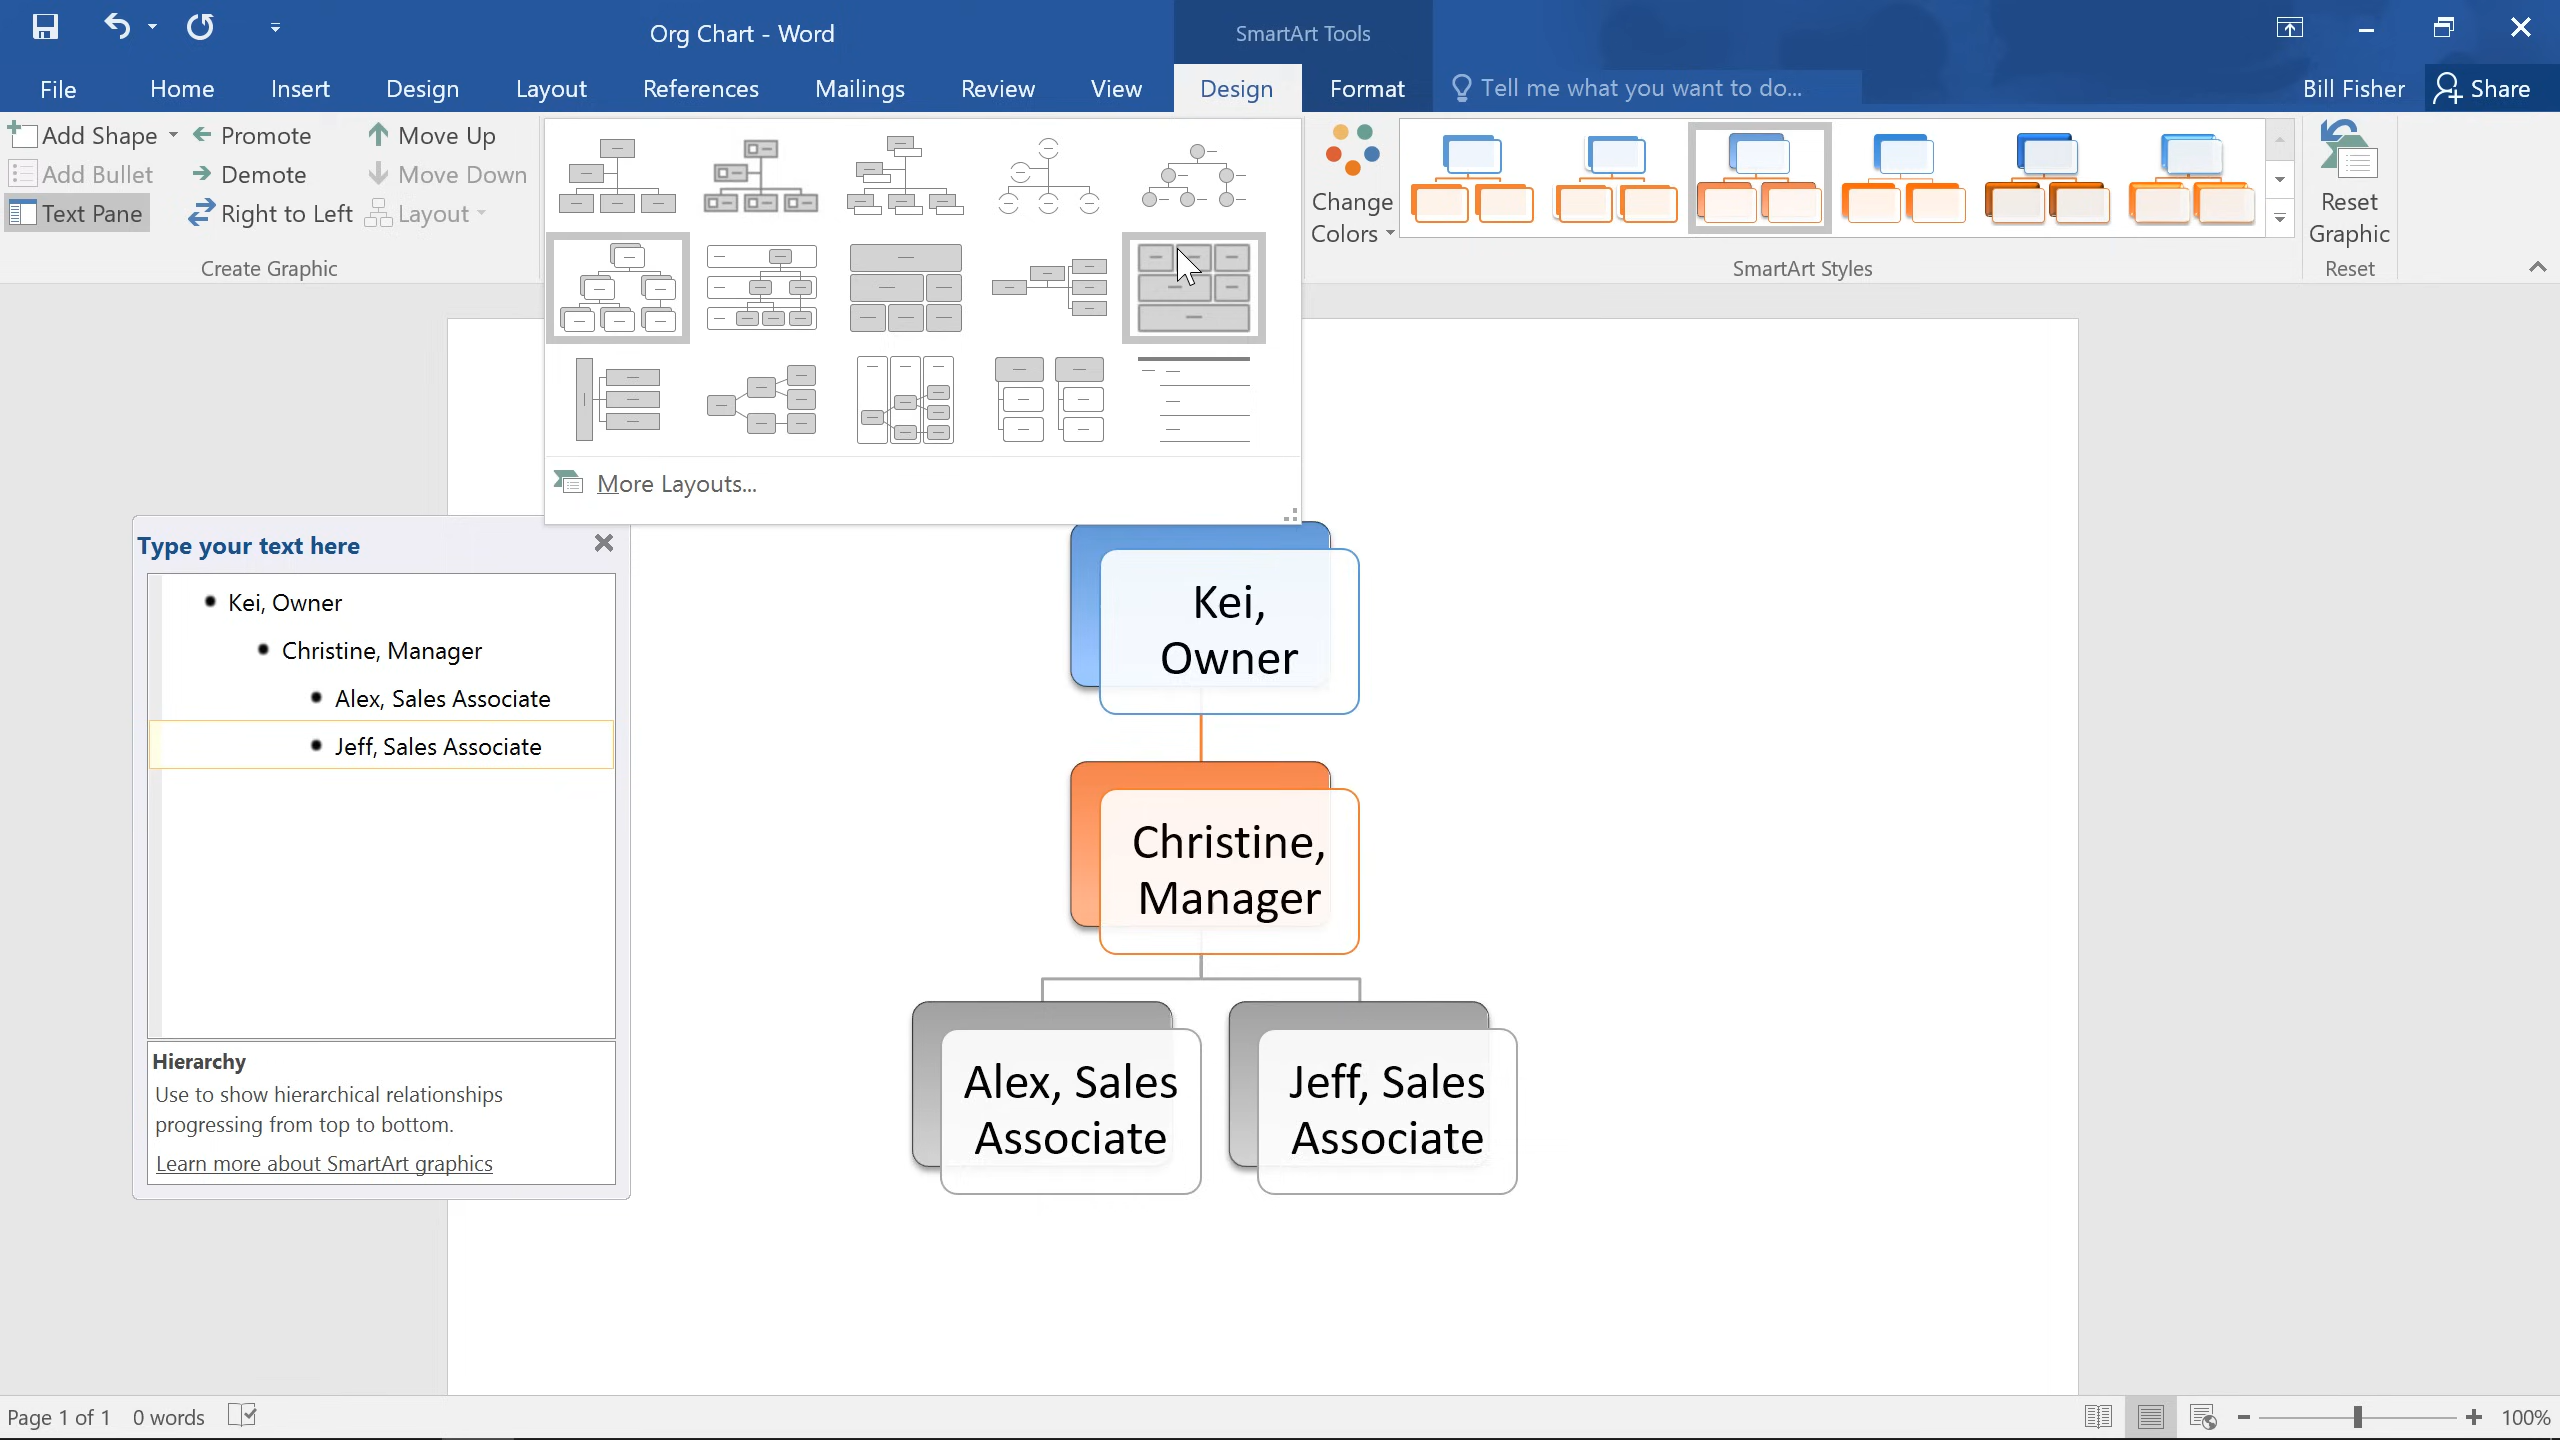 Org Chart - Word
SmartArt Tools
File Home Insert Design Layout References Mailings Review View Design Format Tell me what you want to do... Bill Fisher Share
Add Shape Promote Move Up
Add Bullet Demote Move Down
Text Pane Right to Left Layout
Create Graphic
Change
Colors
SmartArt Styles
Reset
Graphic
Reset
More Layouts...
Type your text here
Kei, Owner
Christine, Manager
Alex, Sales Associate
Jeff, Sales Associate
Hierarchy
Use to show hierarchical relationships
progressing from top to bottom.
Learn more about SmartArt graphics
Kei,
Owner
Christine,
Manager
Alex, Sales
Associate
Jeff, Sales
Associate
Page 1 of 1 0 words 100%